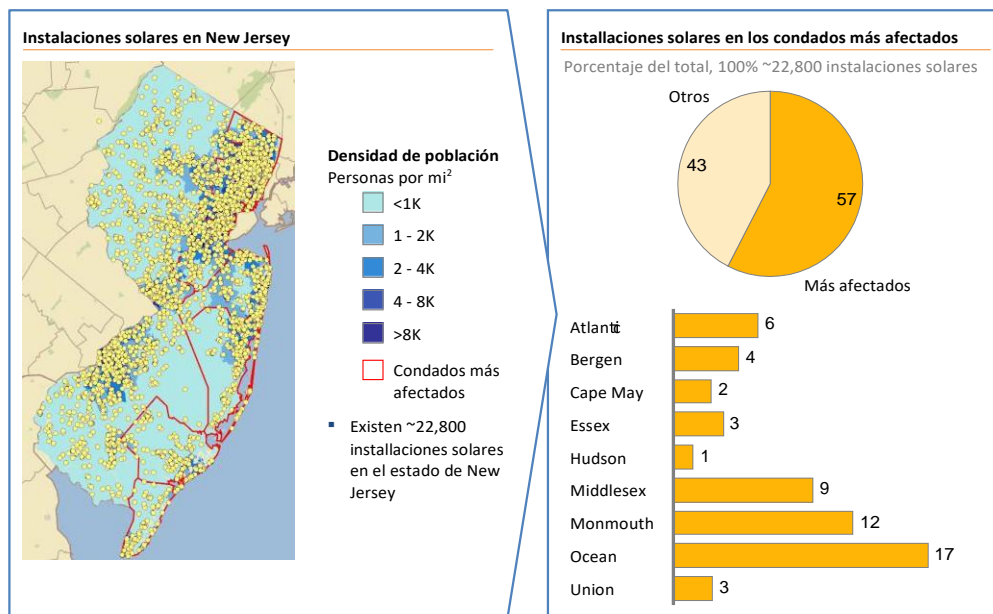 Instalaciones solares en New Jersey
Densidad de población
Personas por mi²
<1K
1 - 2K
2 - 4K
4 - 8K
>8K
Condados más
afectados
▪ Existen ~22,800
installaciones solares
en el estado de New
Jersey
Installaciones solares en los condados más afectados
Porcentaje del total, 100% ~22,800 instalaciones solares
Otros
43
57
Más afectados
Atlantic 6
Bergen 4
Cape May 2
Essex 3
Hudson 1
Middlesex 9
Monmouth 12
Ocean 17
Union 3